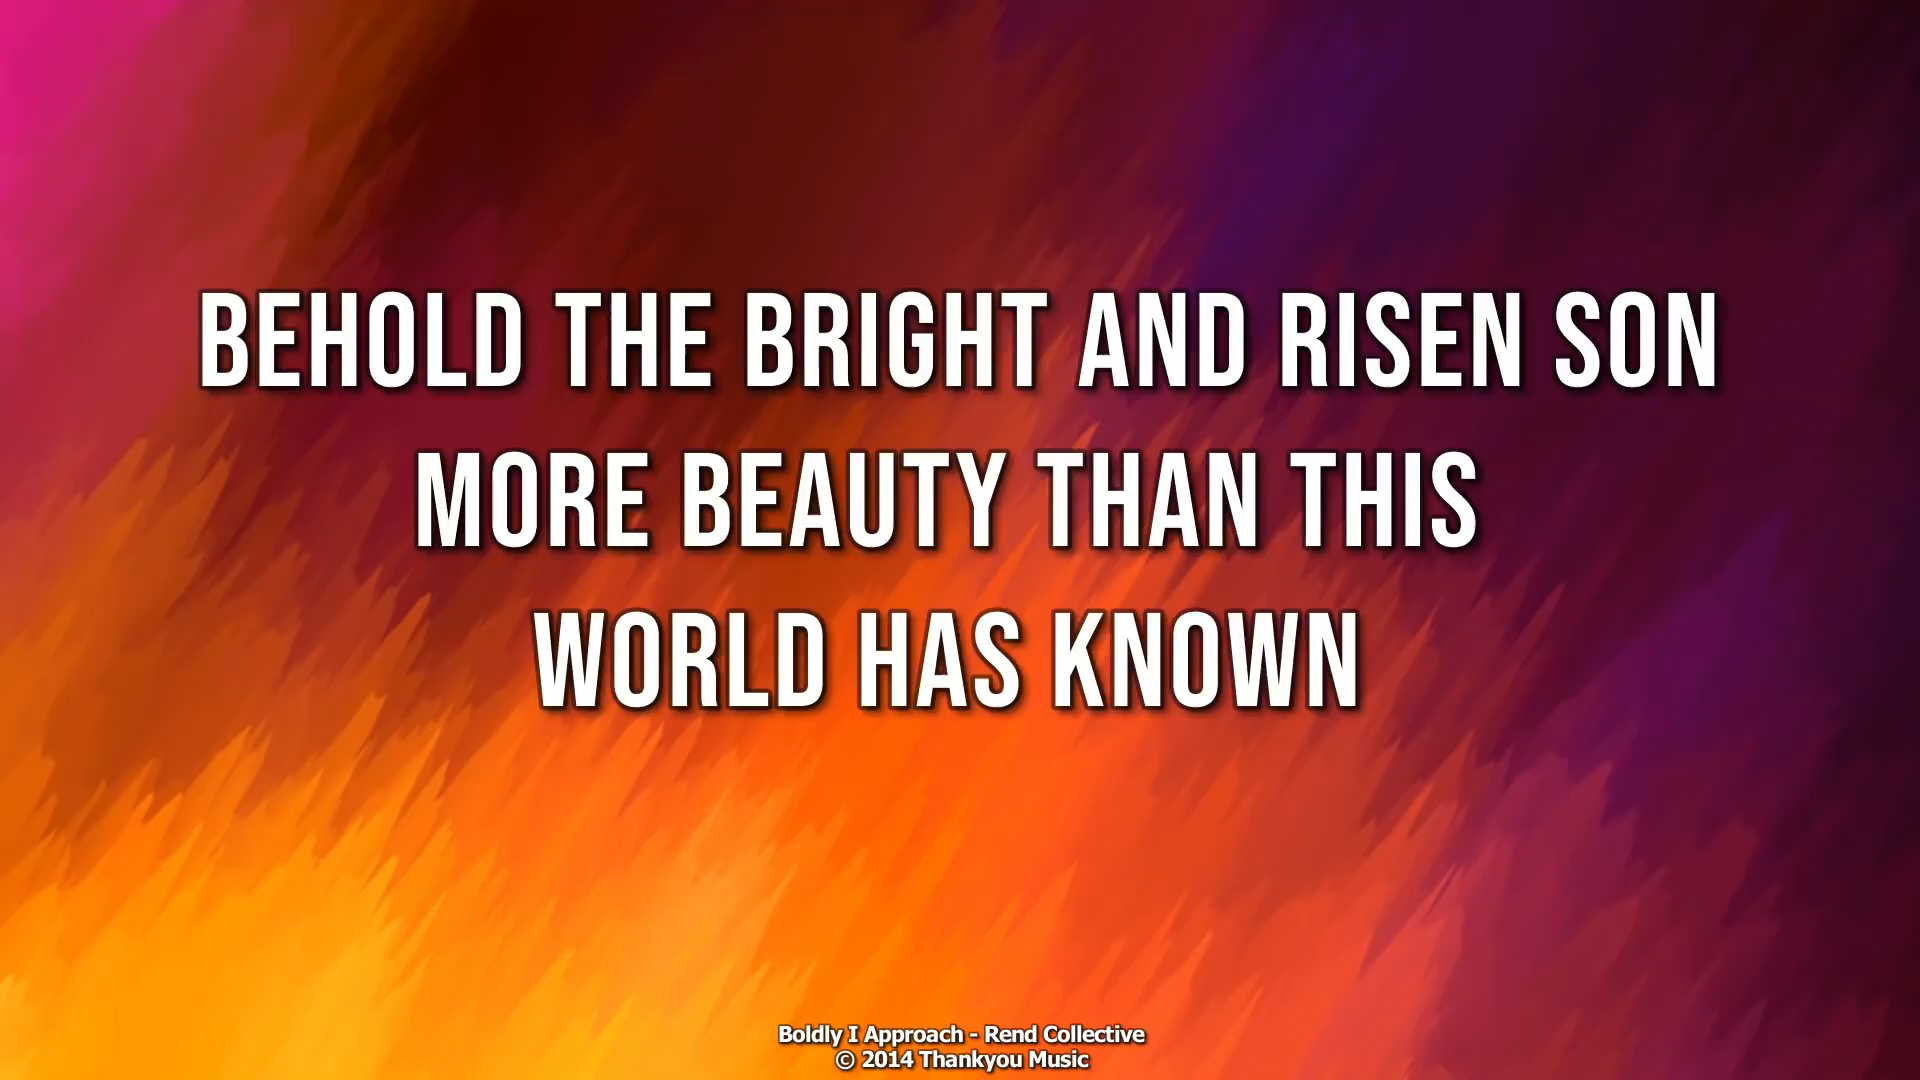 BEHOLD THE BRIGHT AND RISEN SON
MORE BEAUTY THAN THIS
WORLD HAS KNOWN
Boldly I Approach - Rend Collective
© 2014 Thankyou Music